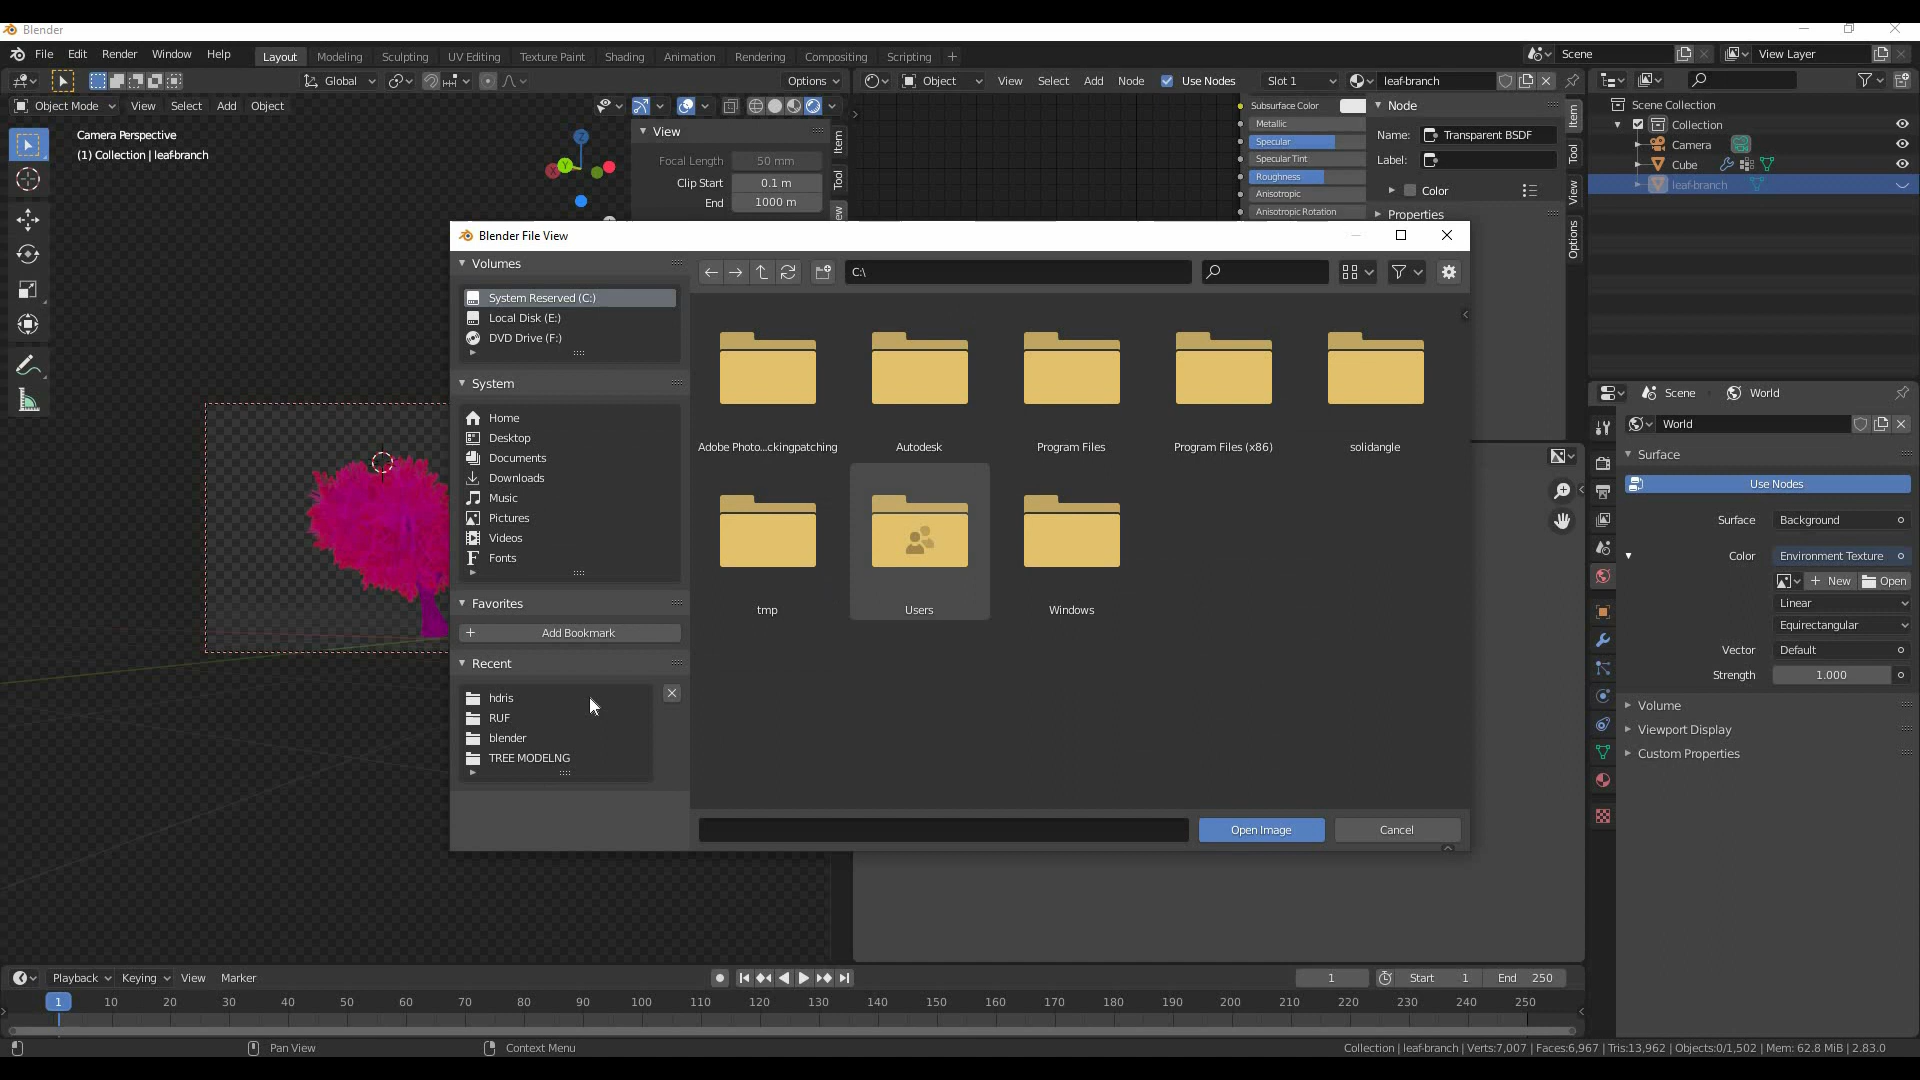 Blender
File Edit Render Window Help
Layout Modeling Sculpting UV Editing Texture Paint Shading Animation Rendering Compositing Scripting +
Scene
View Layer
Global
Options
Object
View Select Add Node Use Nodes
Slot 1
leaf-branch
Object Mode View Select Add Object
Camera Perspective
(1) Collection | leaf-branch
View
Focal Length 50 mm
Clip Start 0.1 m
End 1000 m
Item
Tool
Subsurface Color
Metallic
Specular
Specular Tint
Roughness
Anisotropic
Anisotropic Rotation
Node
Name: Transparent BSDF
Label:
Color
Properties
Item
Tool
View
Options
Scene Collection
Collection
Camera
Cube
leaf-branch
Blender File View
Volumes
System Reserved (C:)
Local Disk (E:)
DVD Drive (F:)
System
Home
Desktop
Documents
Downloads
Music
Pictures
Videos
Fonts
Favorites
+ Add Bookmark
Recent
hdris
RUF
blender
TREE MODELNG
C:\
Adobe Photo...ckingpatching
Autodesk
Program Files
Program Files (x86)
solidangle
tmp
Users
Windows
Open Image
Cancel
Scene
World
World
Surface
Use Nodes
Surface Background
Color Environment Texture
+ New
Open
Linear
Equirectangular
Vector Default
Strength 1.000
Volume
Viewport Display
Custom Properties
Playback Keying View Marker
1
Start 1
End 250
1 10 20 30 40 50 60 70 80 90 100 110 120 130 140 150 160 170 180 190 200 210 220 230 240 250
Pan View
Context Menu
Collection | leaf-branch | Verts:7,007 | Faces:6,967 | Tris:13,962 | Objects:0/1,502 | Mem: 62.8 MiB | 2.83.0